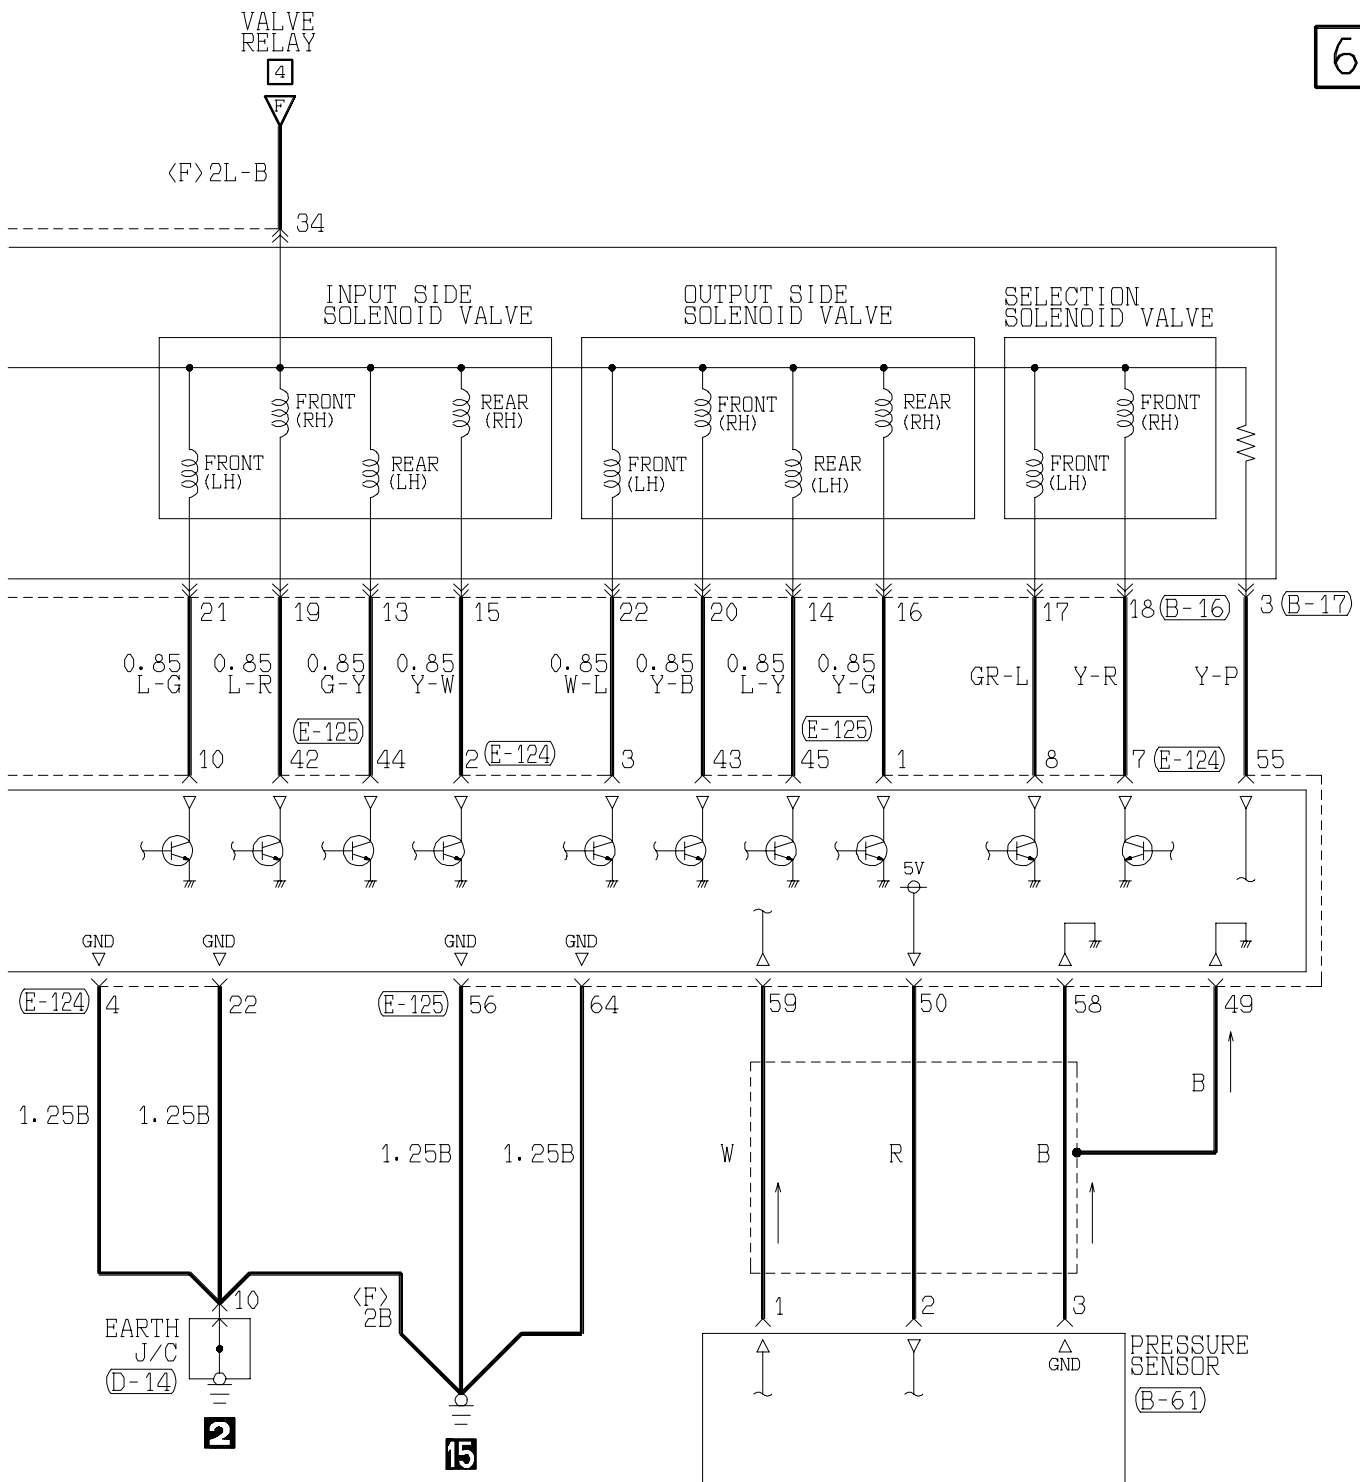 VALVE
RELAY
6
4
F
<F>2L-B
34
INPUT SIDE
SOLENOID VALVE
OUTPUT SIDE
SOLENOID VALVE
SELECTION
SOLENOID VALVE
FRONT
(RH)
REAR
(RH)
FRONT
(RH)
REAR
(RH)
FRONT
(RH)
FRONT
(LH)
REAR
(LH)
FRONT
(LH)
REAR
(LH)
FRONT
(LH)
21 19 13 15 22 20 14 16 17 18 (B-16) 3 (B-17)
0.85 0.85 0.85 0.85 0.85 0.85 0.85 0.85
L-G L-R G-Y Y-W W-L Y-B L-Y Y-G GR-L Y-R Y-P
(E-125) (E-125)
10 42 44 2 (E-124) 3 43 45 1 8 7 (E-124) 55
5V
GND GND GND GND
(E-124) 4 22 (E-125) 56 64 59 50 58 49
B
1.25B 1.25B
1.25B 1.25B W R B
10 <F>
2B
1 2 3
EARTH
J/C
(D-14)
PRESSURE
SENSOR
GND
(B-61)
2
15